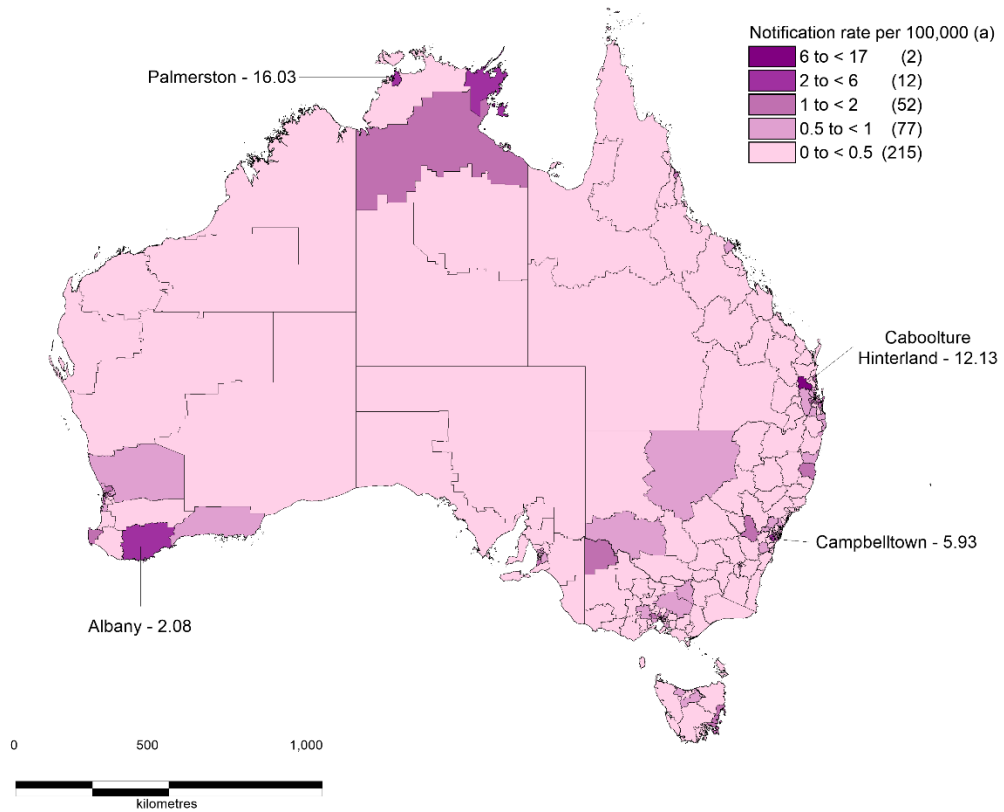 Notification rate per 100,000 (a)
6 to < 17 (2)
2 to < 6 (12)
1 to < 2 (52)
0.5 to < 1 (77)
0 to < 0.5 (215)
Palmerston - 16.03
Caboolture
Hinterland - 12.13
Campbelltown - 5.93
Albany - 2.08
0 500 1,000
kilometres